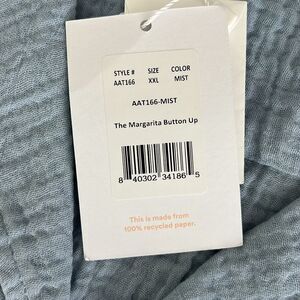 STYLE # SIZE COLOR
AAT166 XXL MIST
AAT166-MIST
The Margarita Button Up
8 40302 34186 5
This is made from
100% recycled paper.